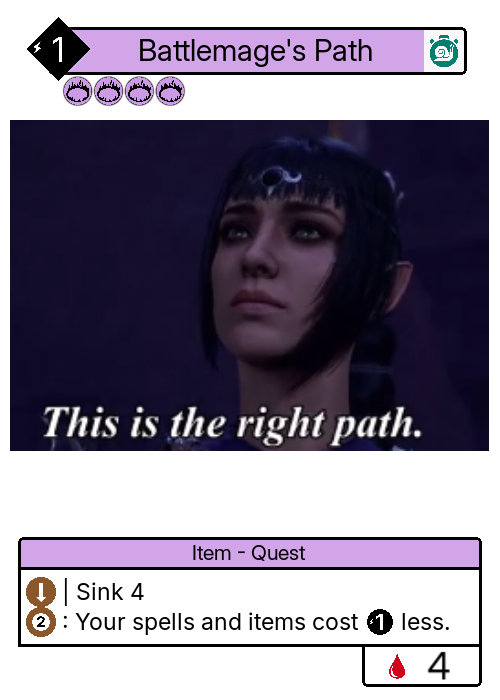 1 Battlemage's Path
This is the right path.
Item - Quest
| Sink 4
2 : Your spells and items cost 1 less.
4